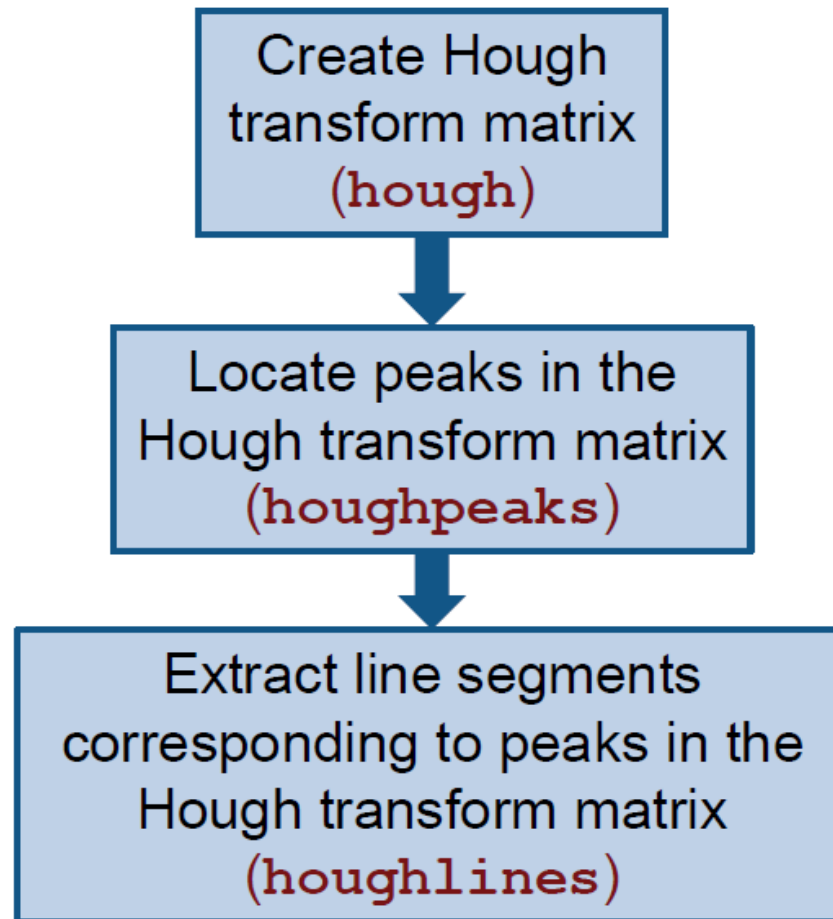 Create Hough
transform matrix
(hough)
Locate peaks in the
Hough transform matrix
(houghpeaks)
Extract line segments
corresponding to peaks in the
Hough transform matrix
(houghlines)